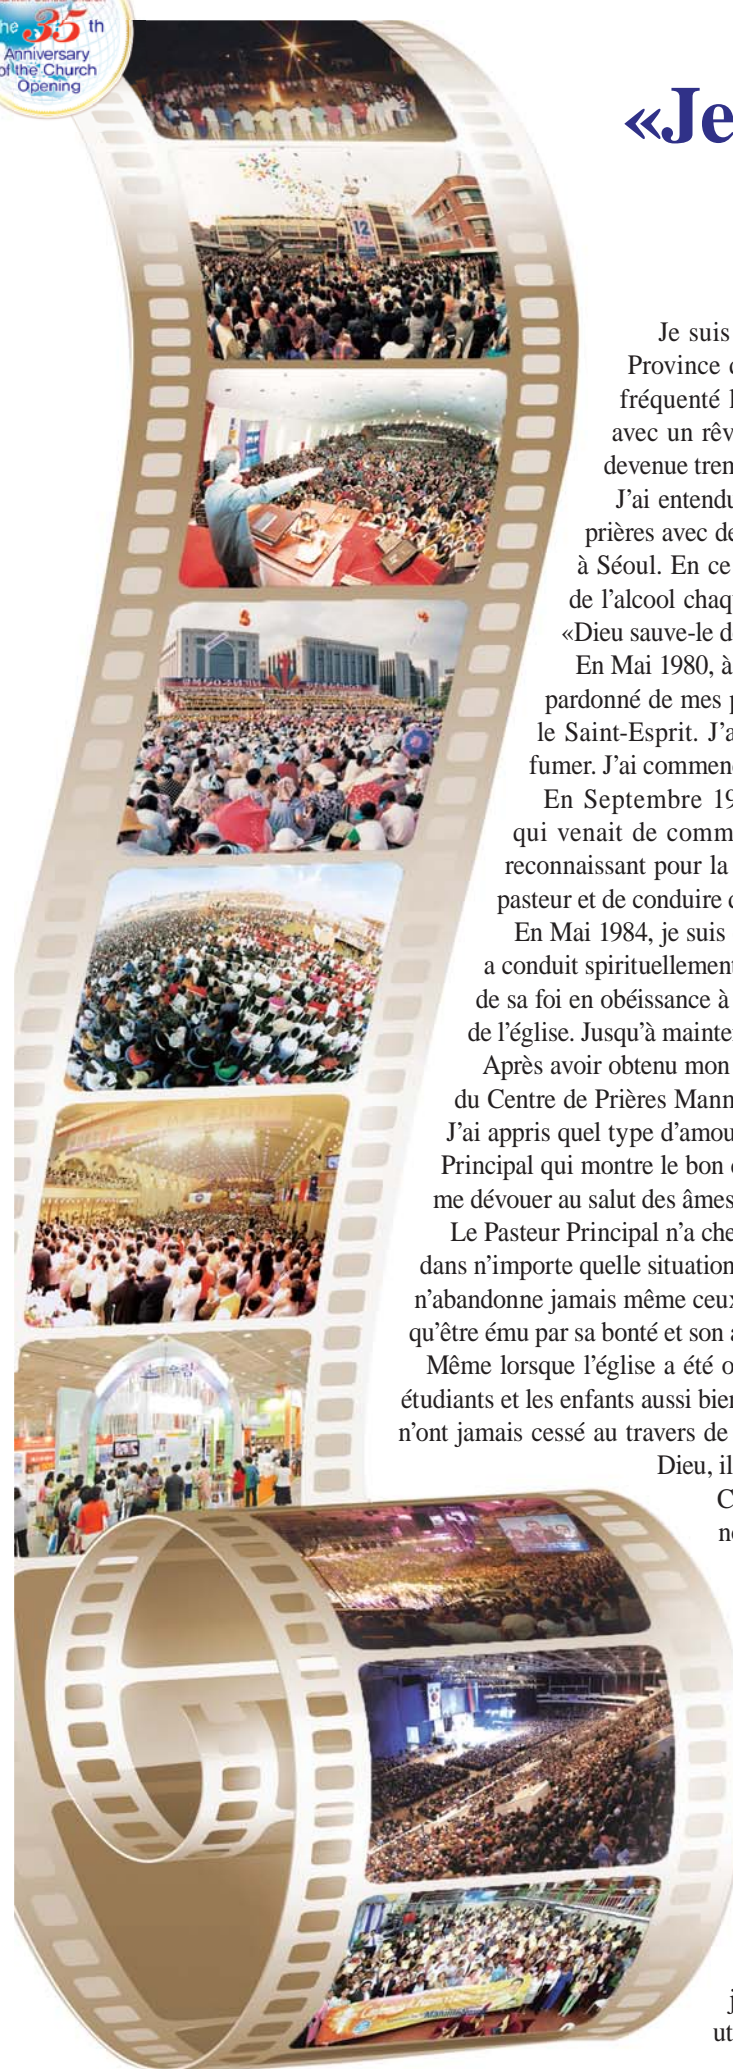 he 35 th
Anniversary
of the Church
Opening
«Je
Je suis
Province
fréquenté
avec un rêv
devenue trem
J'ai entendu
prières avec de
à Séoul. En ce
de l'alcool chaq
«Dieu sauve-le d
En Mai 1980, à
pardonné de mes p
le Saint-Esprit. J'a
fumer. J'ai commenc
En Septembre 19
qui venait de comm
reconnaissant pour la
pasteur et de conduire
En Mai 1984, je suis
a conduit spirituellement
de sa foi en obéissance à
de l'église. Jusqu'à mainte
Après avoir obtenu mon
du Centre de Prières Mann
J'ai appris quel type d'amou
Principal qui montre le bon
me dévouer au salut des âmes
Le Pasteur Principal n'a che
dans n'importe quelle situation
n'abandonne jamais même ceux
qu'être ému par sa bonté et son a
Même lorsque l'église a été o
étudiants et les enfants aussi bien
n'ont jamais cessé au travers de
Dieu, il
C
n
12
j
ut